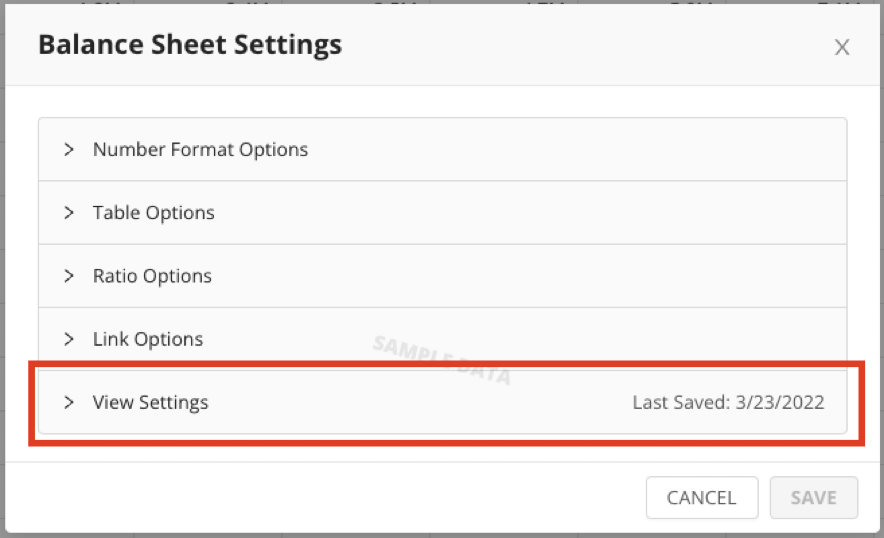 Balance Sheet Settings
X
Number Format Options
Table Options
Ratio Options
Link Options
SAMPLE DATA
View Settings Last Saved: 3/23/2022
CANCEL SAVE